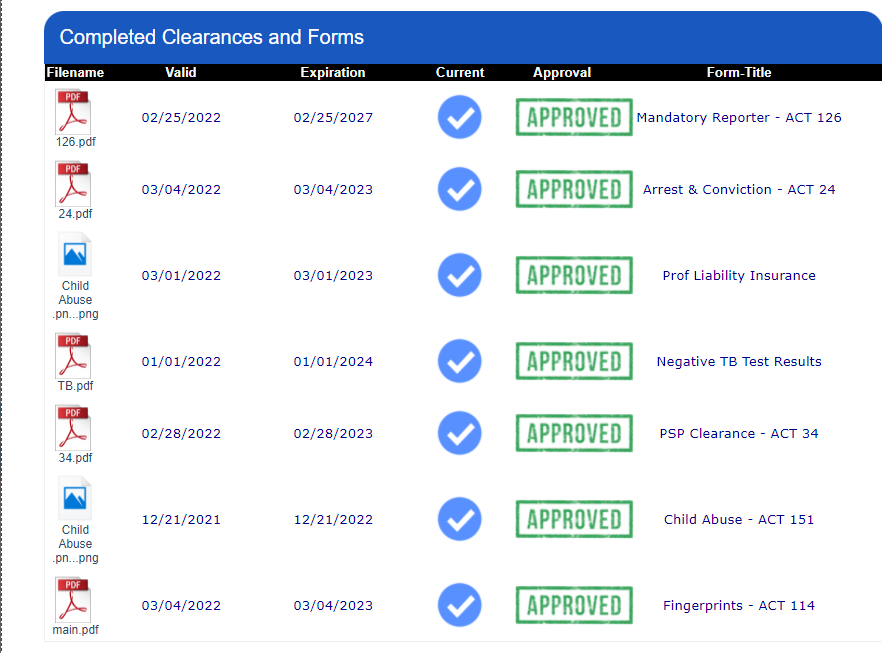 Completed Clearances and Forms
Filename Valid Expiration Current Approval Form-Title
PDF
126.pdf
02/25/2022 02/25/2027 APPROVED Mandatory Reporter - ACT 126
PDF
24.pdf
03/04/2022 03/04/2023 APPROVED Arrest & Conviction - ACT 24
Child
Abuse
.pn...png
03/01/2022 03/01/2023 APPROVED Prof Liability Insurance
PDF
TB.pdf
01/01/2022 01/01/2024 APPROVED Negative TB Test Results
PDF
34.pdf
02/28/2022 02/28/2023 APPROVED PSP Clearance - ACT 34
Child
Abuse
.pn...png
12/21/2021 12/21/2022 APPROVED Child Abuse - ACT 151
PDF
main.pdf
03/04/2022 03/04/2023 APPROVED Fingerprints - ACT 114